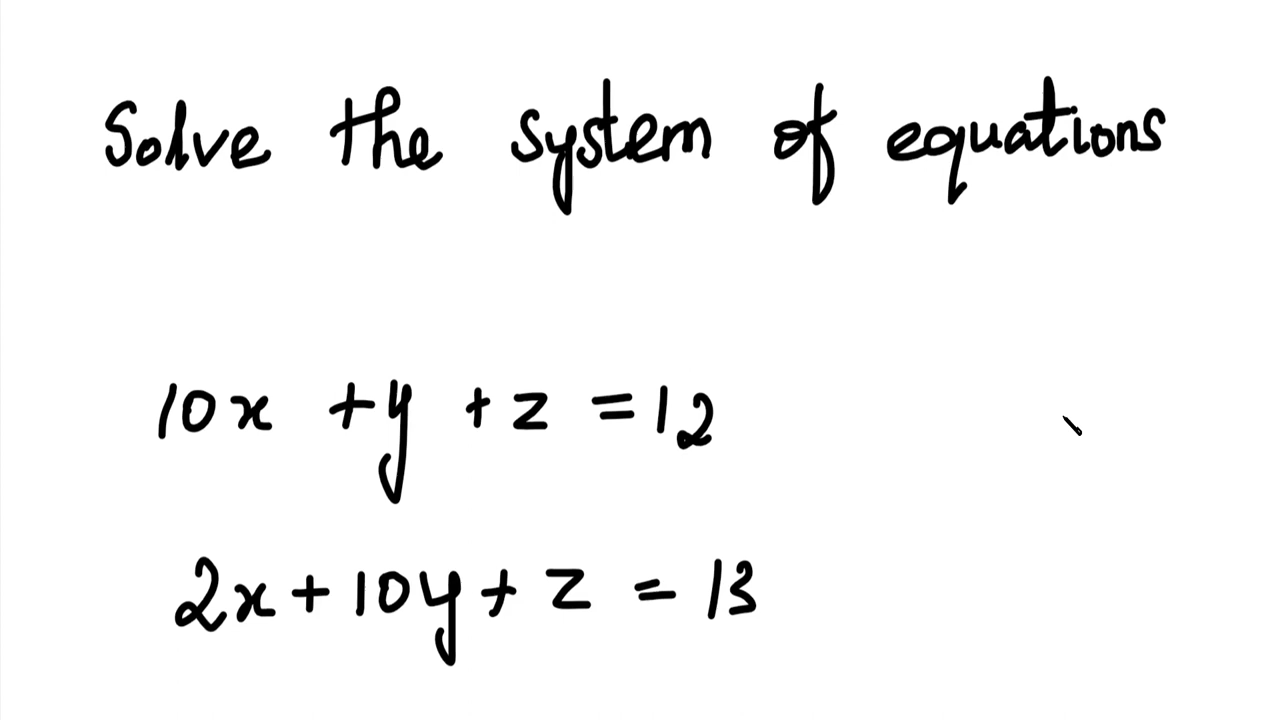 Solve the system of equations
10x + y + z = 12
2x + 10y + z = 13